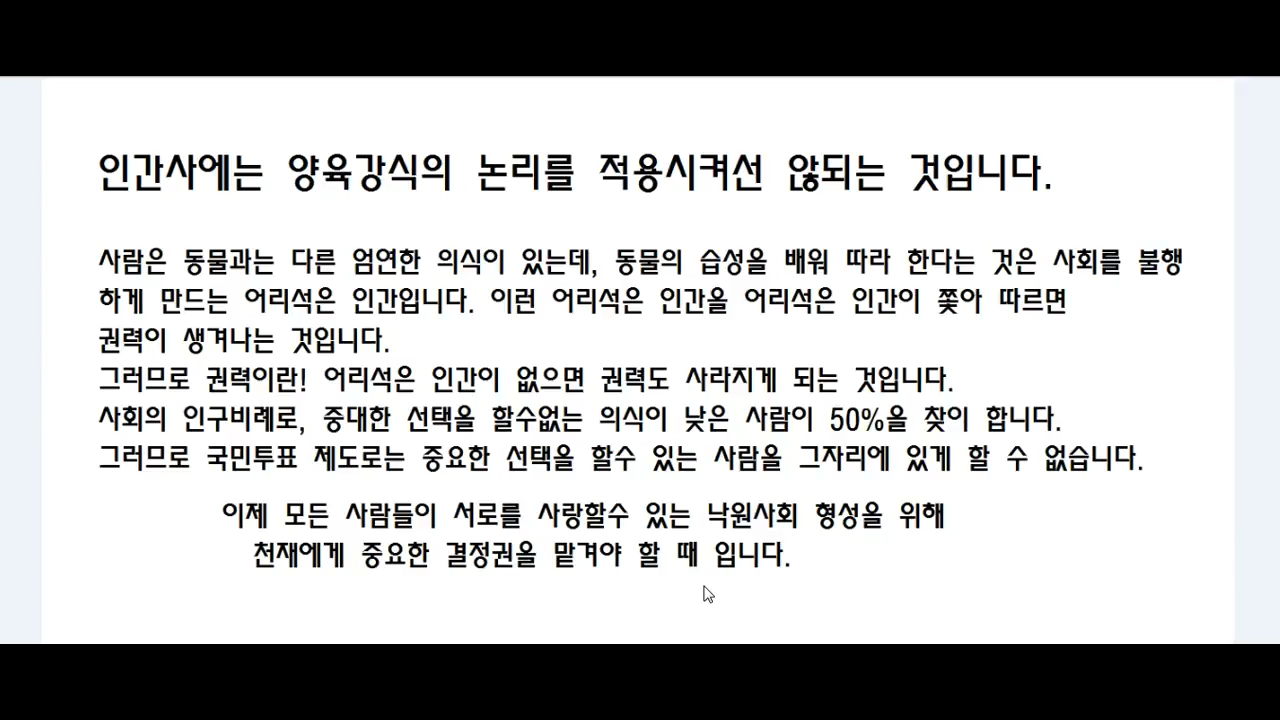 인간사에는 양육강식의 논리를 적용시켜선 않되는 것입니다.
사람은 동물과는 다른 엄연한 의식이 있는데, 동물의 습성을 배워 따라 한다는 것은 사회를 불행
하게 만드는 어리석은 인간입니다. 이런 어리석은 인간을 어리석은 인간이 쫓아 따르면
권력이 생겨나는 것입니다.
그러므로 권력이란! 어리석은 인간이 없으면 권력도 사라지게 되는 것입니다.
사회의 인구비례로, 중대한 선택을 할수없는 의식이 낮은 사람이 50%을 찾이 합니다.
그러므로 국민투표 제도로는 중요한 선택을 할수 있는 사람을 그자리에 있게 할 수 없습니다.
이제 모든 사람들이 서로를 사랑할수 있는 낙원사회 형성을 위해
천재에게 중요한 결정권을 맡겨야 할 때 입니다.